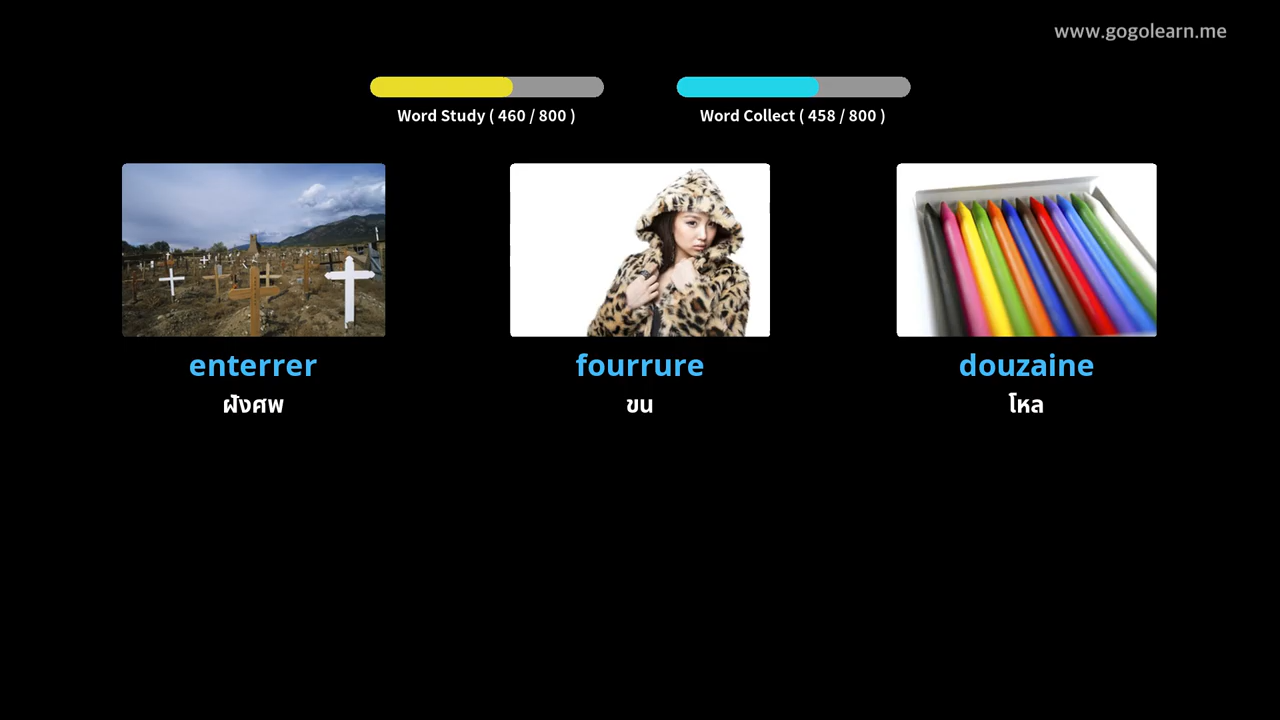 www.gogolearn.me
Word Study ( 460 / 800 )
Word Collect ( 458 / 800 )
enterrer
ฝังศพ
fourrure
ขน
douzaine
โหล